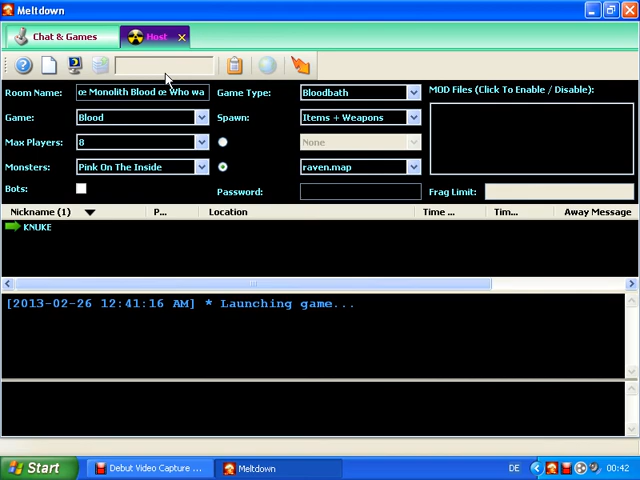 Meltdown
Chat & Games
Host
Room Name: œ Monolith Blood œ Who wa Game Type: Bloodbath MOD Files (Click To Enable / Disable):
Game: Blood Spawn: Items + Weapons
Max Players: 8 None
Monsters: Pink On The Inside raven.map
Bots: Password: Frag Limit:
Nickname (1) P... Location Time ... Tim... Away Message
KNUKE
[2013-02-26 12:41:16 AM] * Launching game...
Start Debut Video Capture ... Meltdown DE 00:42